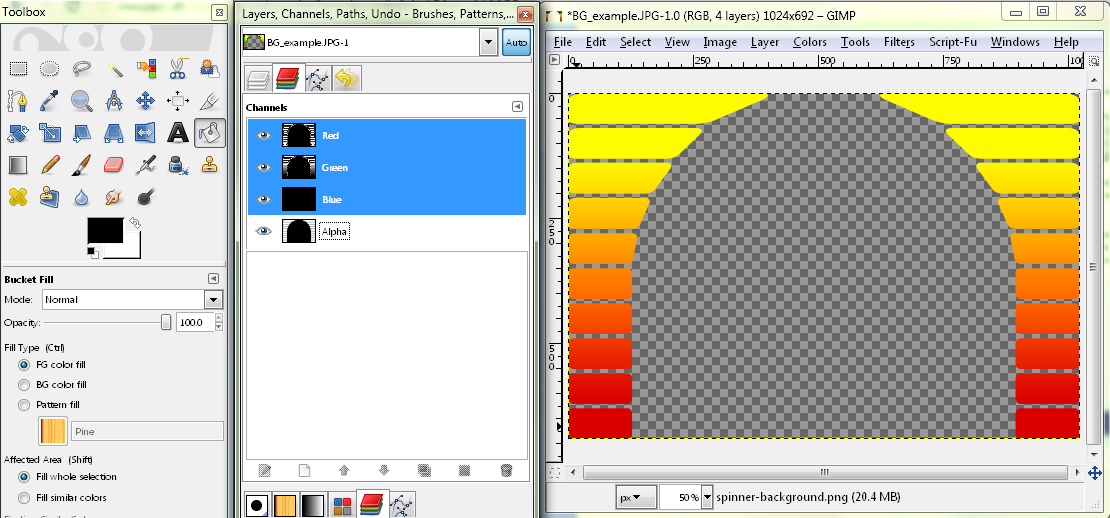 Toolbox
Bucket Fill
Mode: Normal
Opacity: 100.0
Fill Type (Ctrl)
FG color fill
BG color fill
Pattern fill
Pine
Affected Area (Shift)
Fill whole selection
Fill similar colors
Layers, Channels, Paths, Undo - Brushes, Patterns,...
BG_example.JPG-1
Auto
Channels
Red
Green
Blue
Alpha
*BG_example.JPG-1.0 (RGB, 4 layers) 1024x692 – GIMP
File Edit Select View Image Layer Colors Tools Filters Script-Fu Windows Help
0 250 500 750 100
0
250
500
px 50% spinner-background.png (20.4 MB)